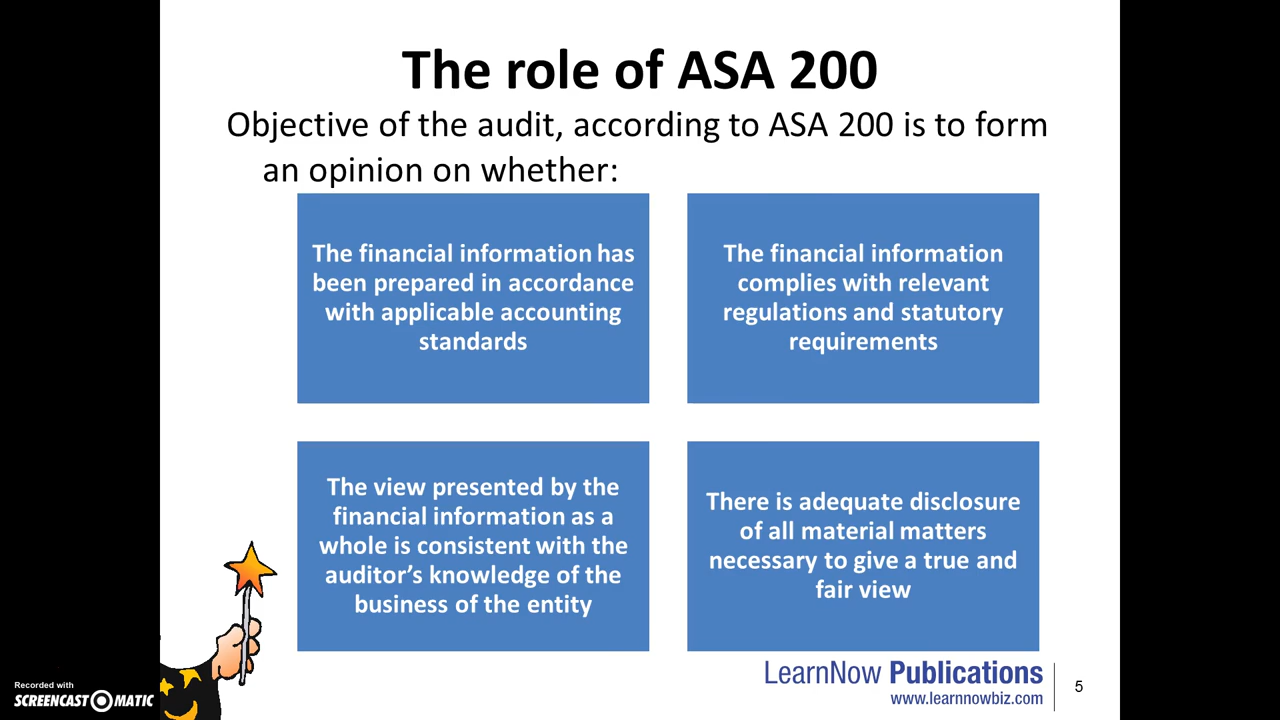 The role of ASA 200
Objective of the audit, according to ASA 200 is to form
an opinion on whether:
The financial information has
been prepared in accordance
with applicable accounting
standards
The financial information
complies with relevant
regulations and statutory
requirements
The view presented by the
financial information as a
whole is consistent with the
auditor's knowledge of the
business of the entity
There is adequate disclosure
of all material matters
necessary to give a true and
fair view
LearnNow Publications
www.learnnowbiz.com
5
Recorded with
SCREENCAST-O-MATIC